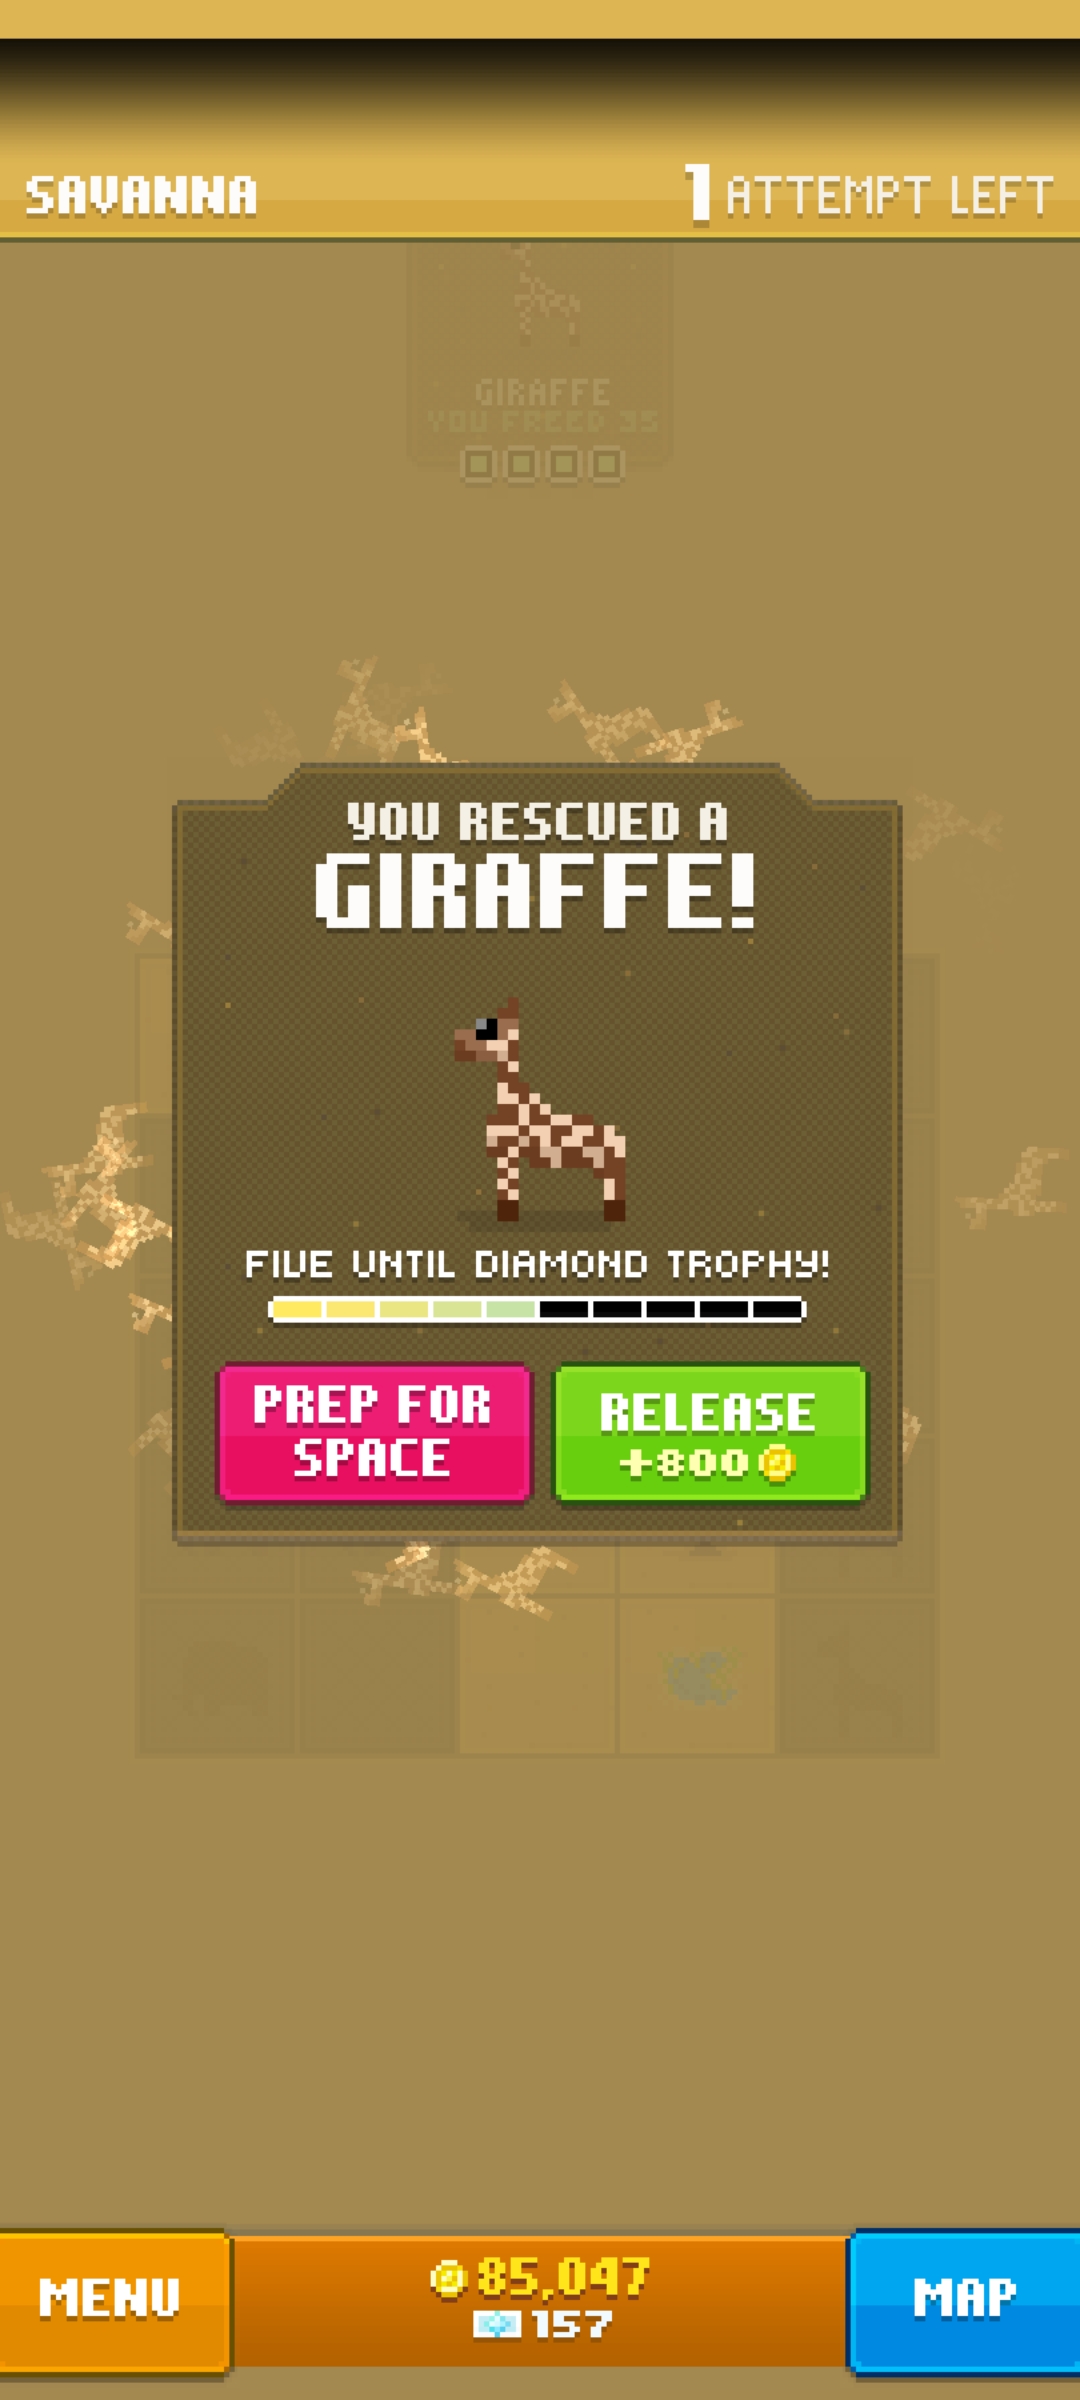 SAVANNA
1 ATTEMPT LEFT
GIRAFFE
YOU FREED 35
YOU RESCUED A
GIRAFFE!
FIVE UNTIL DIAMOND TROPHY!
PREP FOR
SPACE
RELEASE
+800
MENU
85,047
157
MAP